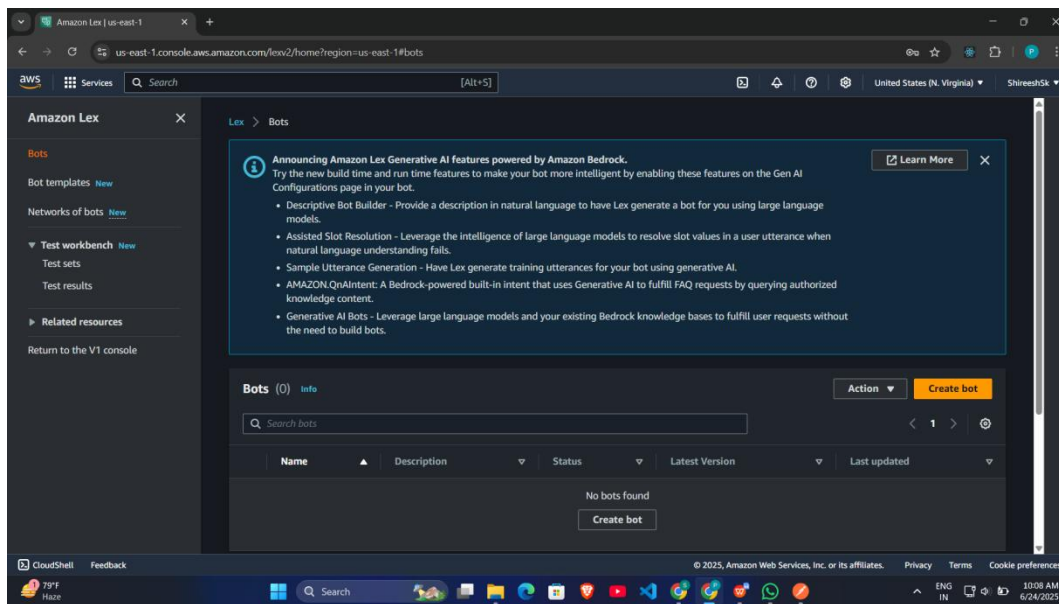 Amazon Lex | us-east-1
us-east-1.console.aws.amazon.com/lexv2/home?region=us-east-1#bots
P
aws
Services
Search
[Alt+S]
United States (N. Virginia)
ShireeshSk
Amazon Lex
Bots
Bot templates New
Networks of bots New
Test workbench New
Test sets
Test results
Related resources
Return to the V1 console
Lex > Bots
Announcing Amazon Lex Generative AI features powered by Amazon Bedrock.
Try the new build time and run time features to make your bot more intelligent by enabling these features on the Gen AI
Configurations page in your bot.
• Descriptive Bot Builder - Provide a description in natural language to have Lex generate a bot for you using large language
models.
• Assisted Slot Resolution - Leverage the intelligence of large language models to resolve slot values in a user utterance when
natural language understanding fails.
• Sample Utterance Generation - Have Lex generate training utterances for your bot using generative AI.
• AMAZON.QnAIntent: A Bedrock-powered built-in intent that uses Generative AI to fulfill FAQ requests by querying authorized
knowledge content.
• Generative AI Bots - Leverage large language models and your existing Bedrock knowledge bases to fulfill user requests without
the need to build bots.
Learn More
Bots (0) Info
Action
Create bot
Search bots
1
Name
Description
Status
Latest Version
Last updated
No bots found
Create bot
CloudShell
Feedback
© 2025, Amazon Web Services, Inc. or its affiliates.
Privacy
Terms
Cookie preferences
1
79°F
Haze
Search
ENG
IN
10:08 AM
6/24/2025